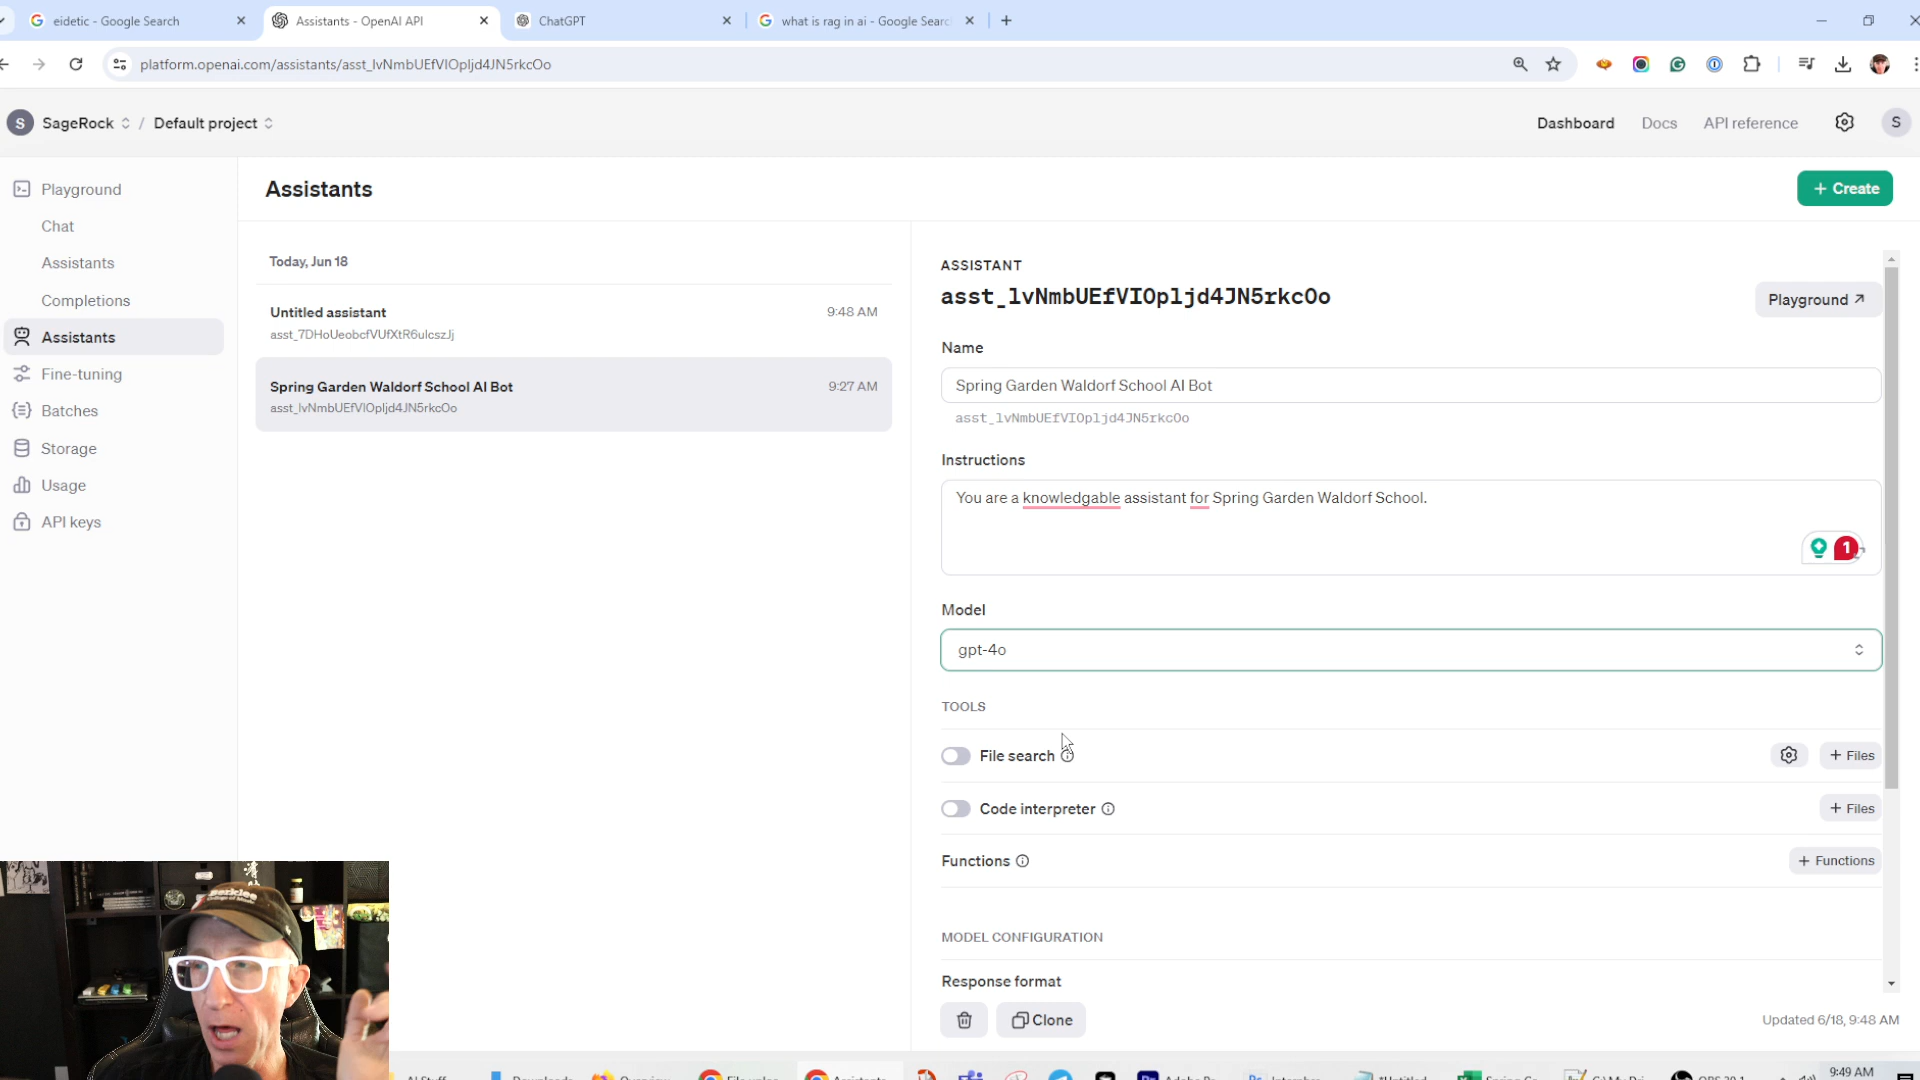 eidetic - Google Search
Assistants - OpenAI API
ChatGPT
what is rag in ai - Google Searc
platform.openai.com/assistants/asst_lvNmbUEfVIOpljd4JN5rkcOo
S SageRock / Default project
Dashboard Docs API reference S
Playground
Chat
Assistants
Completions
Assistants
Fine-tuning
Batches
Storage
Usage
API keys
Assistants
+ Create
Today, Jun 18
Untitled assistant 9:48 AM
asst_7DHoUeobcfVUfXtR6ulcszJj
Spring Garden Waldorf School AI Bot 9:27 AM
asst_lvNmbUEfVIOpljd4JN5rkcOo
ASSISTANT
asst_lvNmbUEfVIOpljd4JN5rkcOo
Playground
Name
Spring Garden Waldorf School AI Bot
asst_lvNmbUEfVIOpljd4JN5rkcOo
Instructions
You are a knowledgable assistant for Spring Garden Waldorf School.
1
Model
gpt-4o
TOOLS
File search
+ Files
Code interpreter
+ Files
Functions
+ Functions
MODEL CONFIGURATION
Response format
Clone
Updated 6/18, 9:48 AM
Berklee
9:49 AM